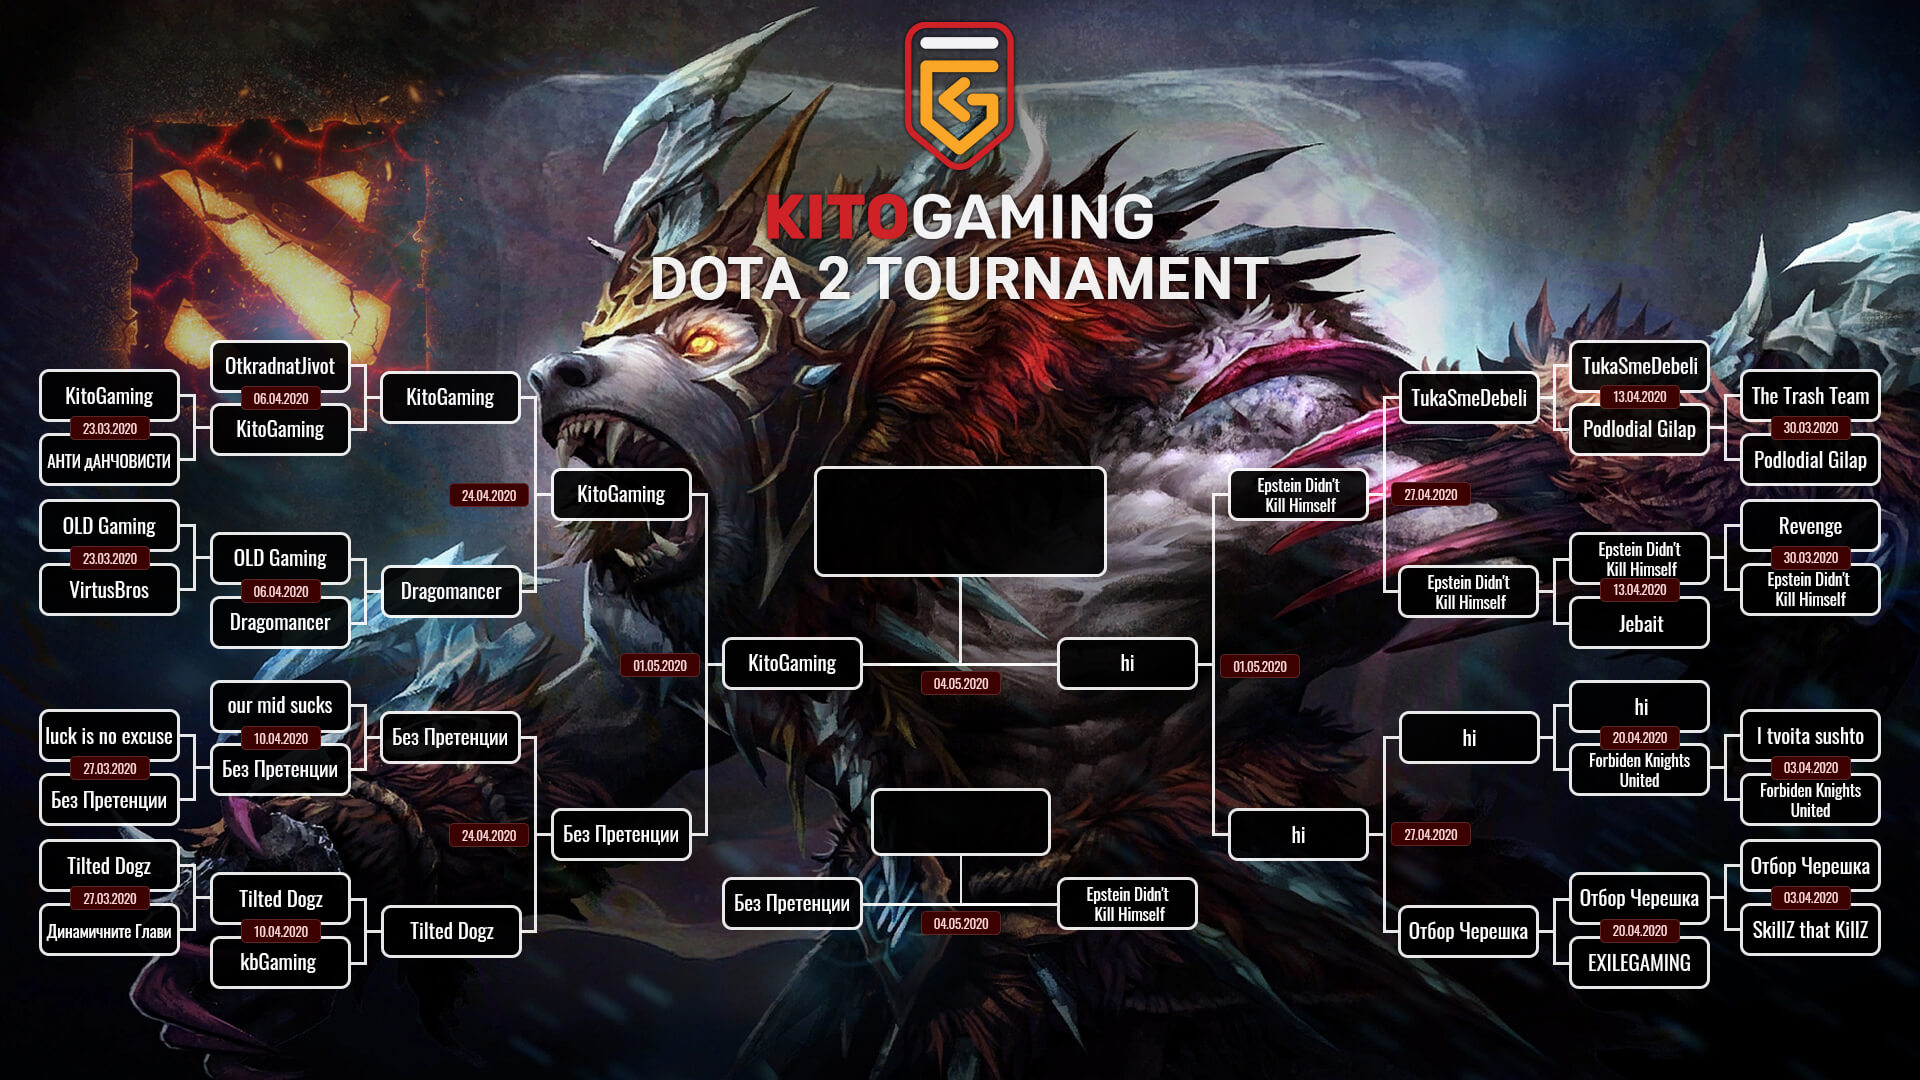 KITOGAMING
DOTA 2 TOURNAMENT
KitoGaming
23.03.2020
АНТИ дАНЧОВИСТИ
OLD Gaming
23.03.2020
VirtusBros
luck is no excuse
27.03.2020
Без Претенции
Tilted Dogz
27.03.2020
Динамичните Глави
OtkradnatJivot
06.04.2020
KitoGaming
OLD Gaming
06.04.2020
Dragomancer
our mid sucks
10.04.2020
Без Претенции
Tilted Dogz
10.04.2020
kbGaming
KitoGaming
24.04.2020
Dragomancer
Без Претенции
24.04.2020
Tilted Dogz
KitoGaming
01.05.2020
Без Претенции
KitoGaming
04.05.2020
hi
Без Претенции
04.05.2020
Epstein Didn't
Kill Himself
Epstein Didn't
Kill Himself
01.05.2020
hi
TukaSmeDebeli
27.04.2020
Epstein Didn't
Kill Himself
hi
27.04.2020
Отбор Черешка
TukaSmeDebeli
13.04.2020
Podlodial Gilap
Epstein Didn't
Kill Himself
13.04.2020
Jebait
hi
20.04.2020
Forbiden Knights
United
Отбор Черешка
20.04.2020
EXILEGAMING
The Trash Team
30.03.2020
Podlodial Gilap
Revenge
30.03.2020
Epstein Didn't
Kill Himself
I tvoita sushto
03.04.2020
Forbiden Knights
United
Отбор Черешка
03.04.2020
SkillZ that KillZ